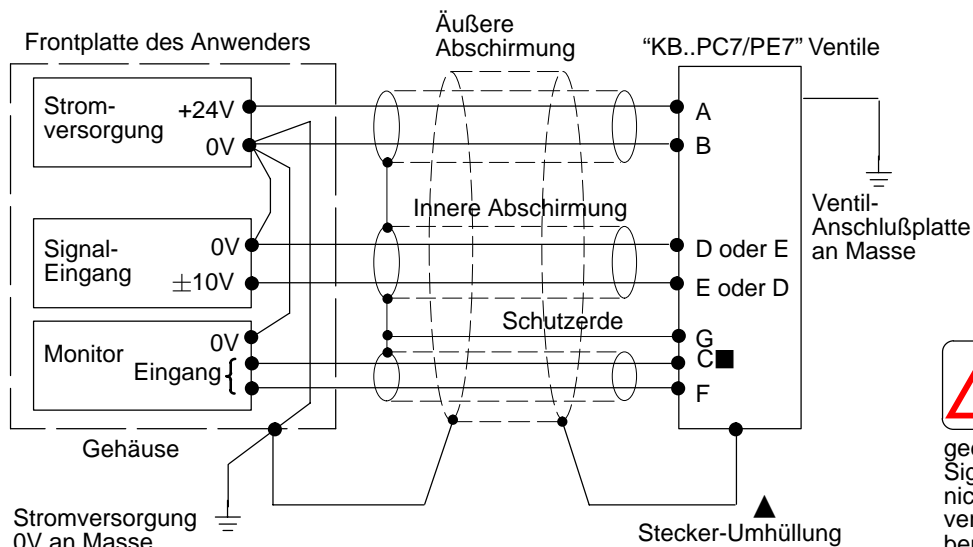 Äußere
Abschirmung
Frontplatte des Anwenders
“KB..PC7/PE7” Ventile
Strom-
versorgung
+24V
0V
A
B
Innere Abschirmung
Ventil-
Anschlußplatte
an Masse
Signal-
Eingang
0V
±10V
D oder E
E oder D
Schutzerde
Monitor
0V
Eingang {
G
C■
F
Gehäuse
Stromversorgung
0V an Masse
▲
Stecker-Umhüllung